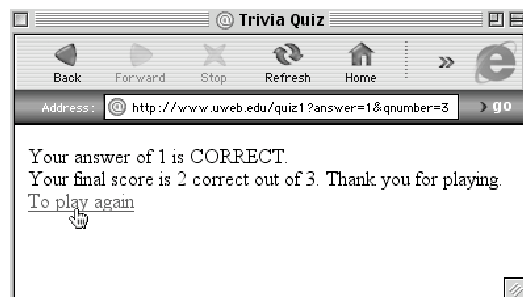 Trivia Quiz
Back Forward Stop Refresh Home »
Address: http://www.uweb.edu/quiz1?answer=1&qnumber=3 go
Your answer of 1 is CORRECT.
Your final score is 2 correct out of 3. Thank you for playing.
To play again